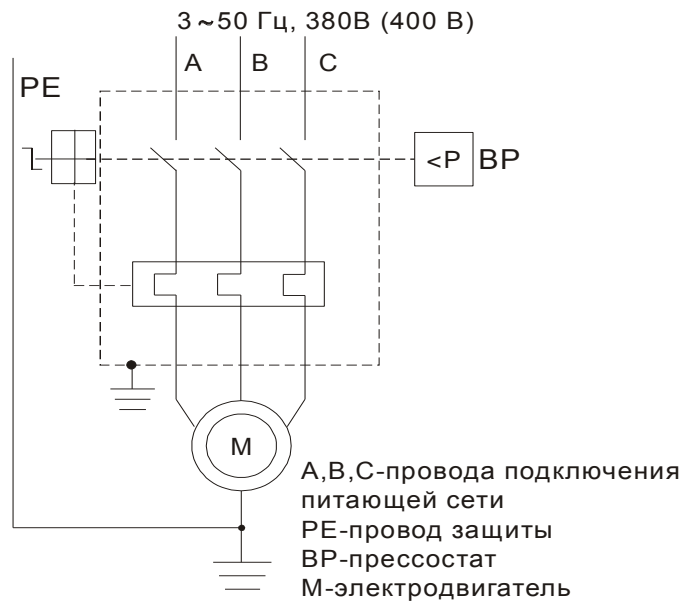 3 ~50 Гц, 380В (400 В)
A B C
PE
<P BP
M
A,B,C-провода подключения
питающей сети
PE-провод защиты
BP-прессостат
M-электродвигатель